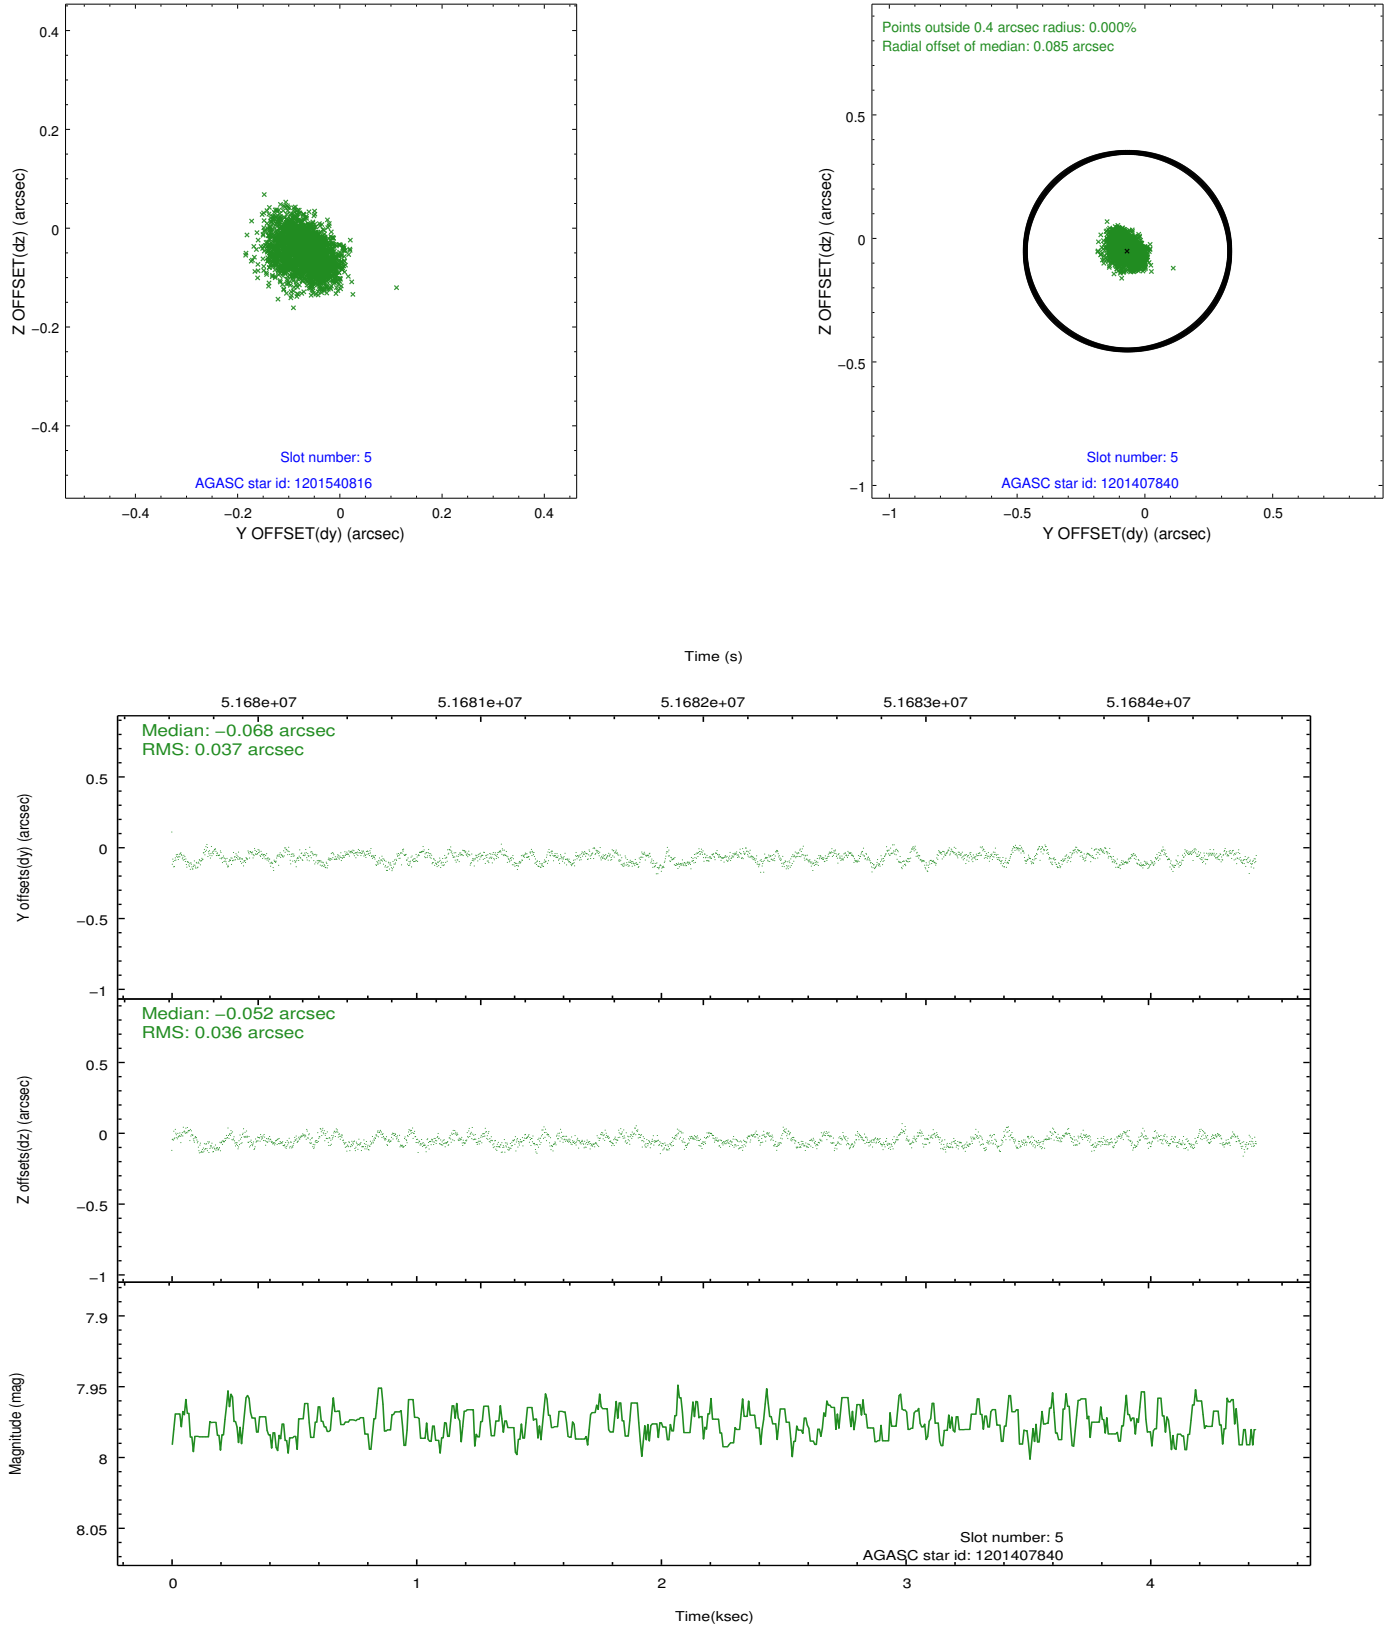 0.4
0.2
0
−0.2
−0.4
Z OFFSET(dz) (arcsec)
Slot number: 5
AGASC star id: 1201540816
−0.4
−0.2
0
0.2
0.4
Y OFFSET(dy) (arcsec)
Points outside 0.4 arcsec radius: 0.000%
Radial offset of median: 0.085 arcsec
0.5
0
−0.5
−1
Z OFFSET(dz) (arcsec)
Slot number: 5
AGASC star id: 1201407840
−1
−0.5
0
0.5
Y OFFSET(dy) (arcsec)
Time (s)
5.168e+07
5.1681e+07
5.1682e+07
5.1683e+07
5.1684e+07
Median: −0.068 arcsec
RMS: 0.037 arcsec
0.5
0
−0.5
−1
Y offsets(dy) (arcsec)
Median: −0.052 arcsec
RMS: 0.036 arcsec
0.5
0
−0.5
−1
Z offsets(dz) (arcsec)
7.9
7.95
8
8.05
Magnitude (mag)
Slot number: 5
AGASC star id: 1201407840
0
1
2
3
4
Time(ksec)